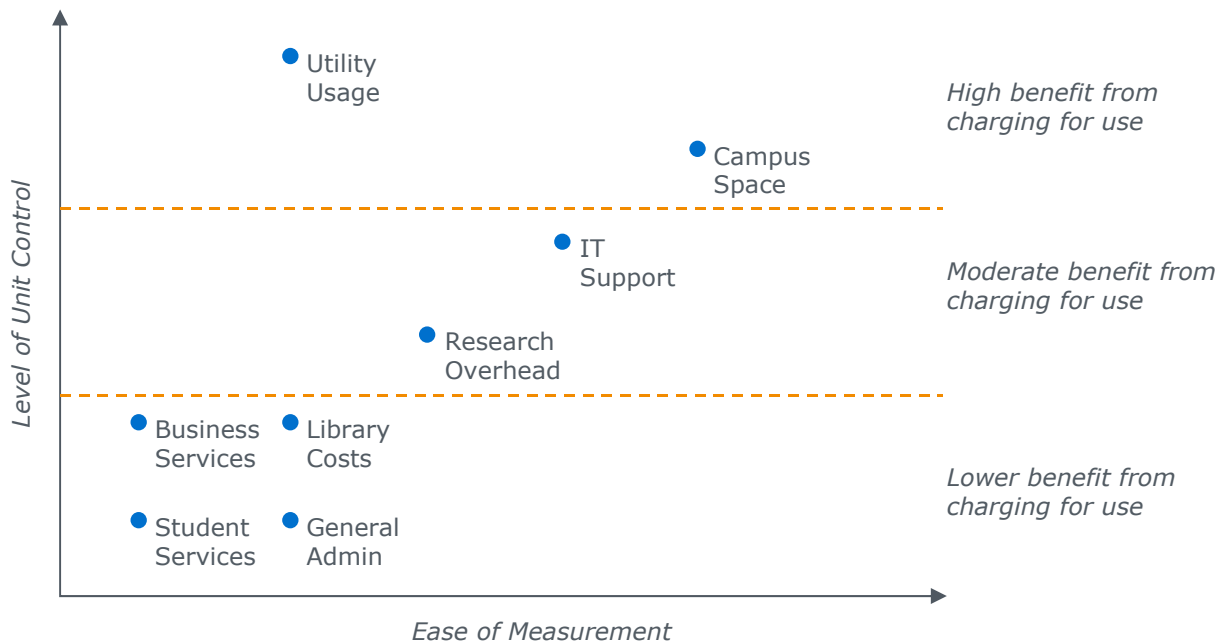 Utility
Usage
High benefit from
charging for use
Campus
Space
Level of Unit Control
IT
Support
Moderate benefit from
charging for use
Research
Overhead
Business
Services
Library
Costs
Lower benefit from
charging for use
Student
Services
General
Admin
Ease of Measurement